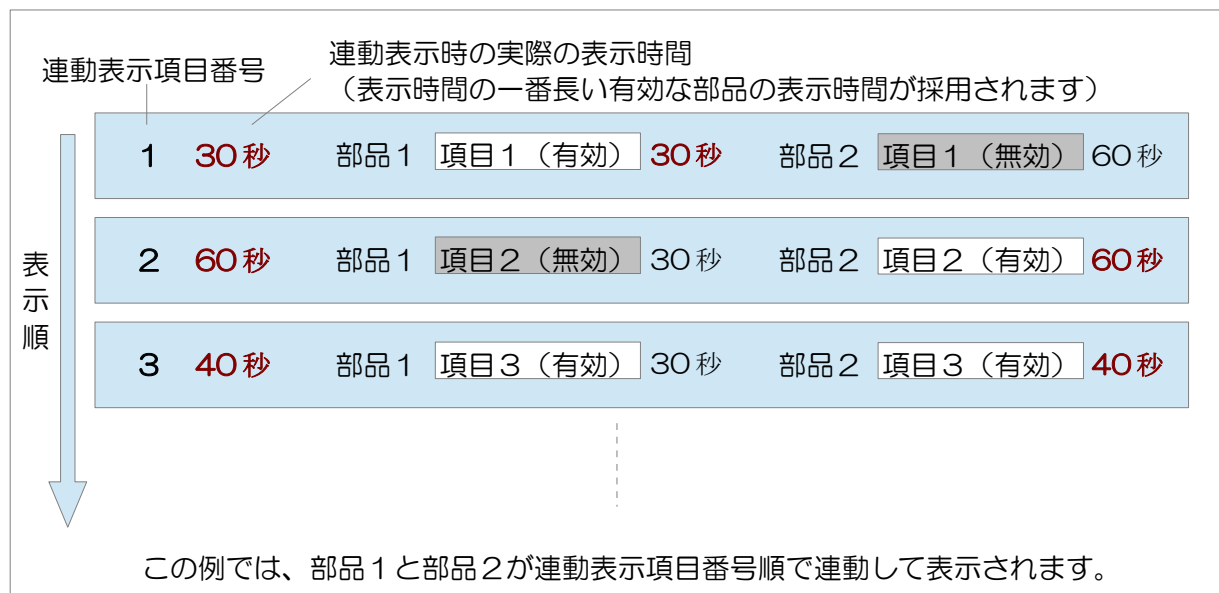 連動表示項目番号
連動表示時の実際の表示時間
（表示時間の一番長い有効な部品の表示時間が採用されます）
1 30秒 部品1 項目1（有効） 30秒 部品2 項目1（無効） 60秒
2 60秒 部品1 項目2（無効） 30秒 部品2 項目2（有効） 60秒
3 40秒 部品1 項目3（有効） 30秒 部品2 項目3（有効） 40秒
表示順
この例では、部品1と部品2が連動表示項目番号順で連動して表示されます。